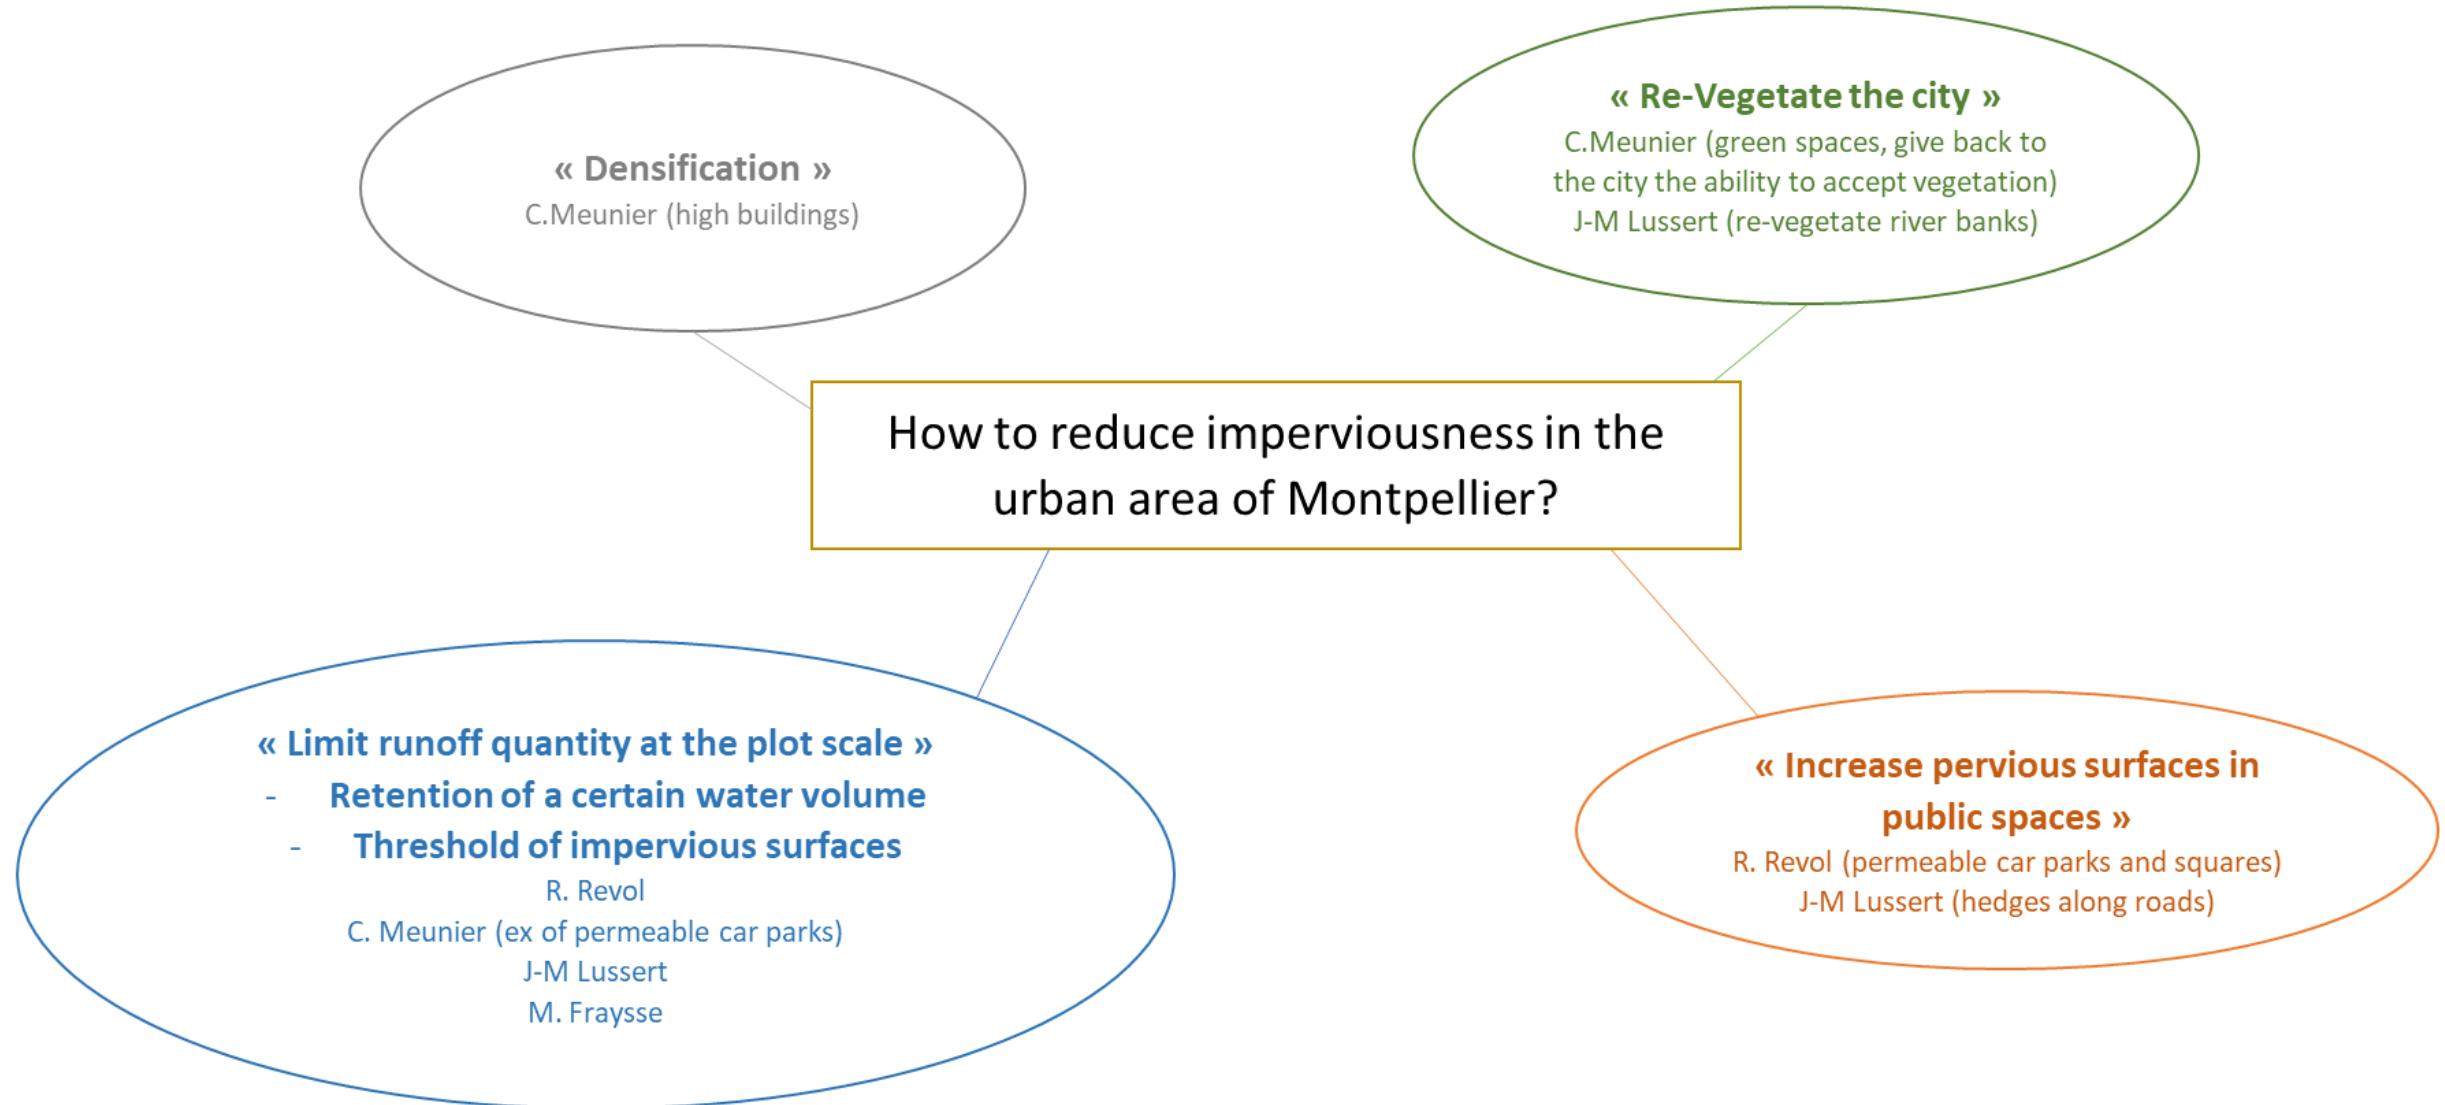 « Densification »
C.Meunier (high buildings)
« Re-Vegetate the city »
C.Meunier (green spaces, give back to
the city the ability to accept vegetation)
J-M Lussert (re-vegetate river banks)
How to reduce imperviousness in the
urban area of Montpellier?
« Limit runoff quantity at the plot scale »
- Retention of a certain water volume
- Threshold of impervious surfaces
R. Revol
C. Meunier (ex of permeable car parks)
J-M Lussert
M. Fraysse
« Increase pervious surfaces in
public spaces »
R. Revol (permeable car parks and squares)
J-M Lussert (hedges along roads)